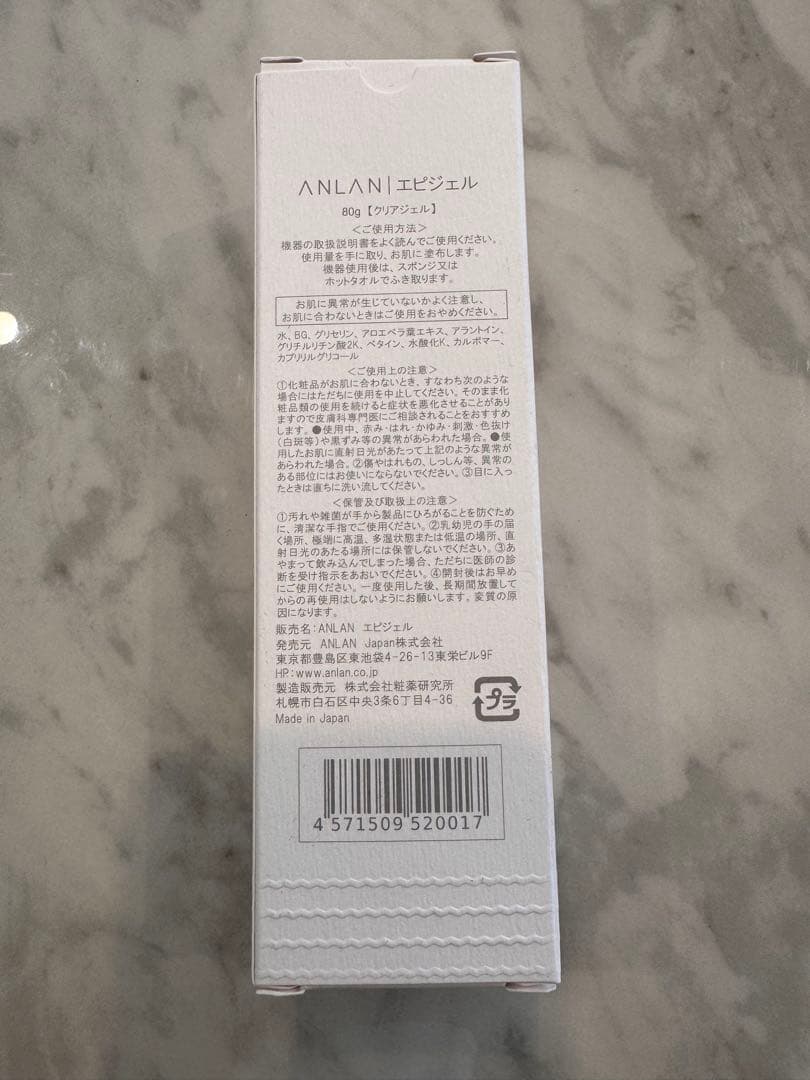 ANLAN|エピジェル
80g【クリアジェル】
＜ご使用方法＞
機器の取扱説明書をよく読んでご使用ください。
使用量を手に取り、お肌に塗布します。
機器使用後は、スポンジ又は
ホットタオルでふき取ります。
お肌に異常が生じていないかよく注意し、
お肌に合わないときはご使用をおやめください。
水、BG、グリセリン、アロエベラ葉エキス、アラントイン、
グリチルリチン酸2K、ベタイン、水酸化K、カルボマー、
カプリリルグリコール
＜ご使用上の注意＞
①化粧品がお肌に合わないとき、すなわち次のような
場合にはただちに使用を中止してください。そのまま化
粧品類の使用を続けると症状を悪化させることがあり
ますので皮膚科専門医にご相談されることをおすすめ
します。●使用中、赤み・はれ・かゆみ・刺激・色抜け
(白斑等)や黒ずみ等の異常があらわれた場合。●使
用したお肌に直射日光があたって上記のような異常が
あらわれた場合。②傷やはれもの、しっしん等、異常の
ある部位にはお使いにならないでください。③目に入っ
たときは直ちに洗い流してください。
＜保管及び取扱上の注意＞
①汚れや雑菌が手から製品にひろがることを防ぐため
に、清潔な手指でご使用ください。②乳幼児の手の届
く場所、極端に高温、多湿状態または低温の場所、直
射日光のあたる場所には保管しないでください。③あ
やまって飲み込んでしまった場合、ただちに医師の診
断を受け指示をあおいでください。④開封後はお早め
にご使用ください。一度使用した後、長期間放置して
からの再使用はしないようにお願いします。変質の原
因になります。
販売名:ANLAN エピジェル
発売元 ANLAN Japan株式会社
東京都豊島区東池袋4-26-13東栄ビル9F
HP:www.anlan.co.jp
製造販売元 株式会社粧薬研究所
札幌市白石区中央3条6丁目4-36
プラ
Made in Japan
4 571509 520017